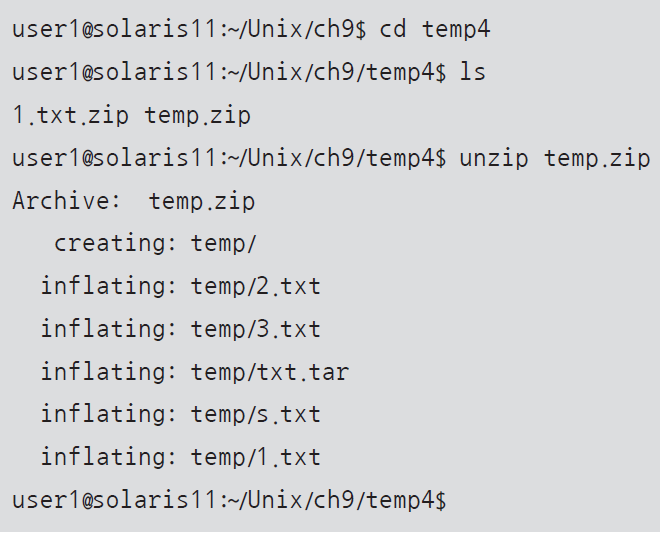 user1@solaris11:~/Unix/ch9$ cd temp4
user1@solaris11:~/Unix/ch9/temp4$ ls
1.txt.zip temp.zip
user1@solaris11:~/Unix/ch9/temp4$ unzip temp.zip
Archive:  temp.zip
   creating: temp/
  inflating: temp/2.txt
  inflating: temp/3.txt
  inflating: temp/txt.tar
  inflating: temp/s.txt
  inflating: temp/1.txt
user1@solaris11:~/Unix/ch9/temp4$